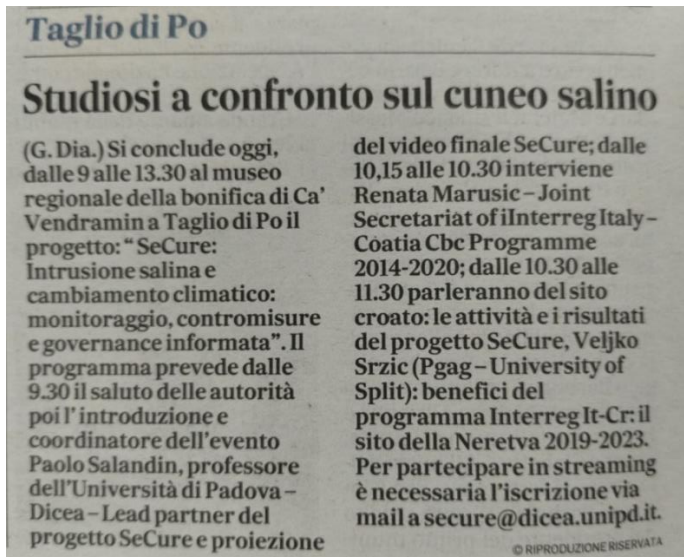 Taglio di Po
Studiosi a confronto sul cuneo salino
(G. Dia.) Si conclude oggi,
dalle 9 alle 13.30 al museo
regionale della bonifica di Ca'
Vendramin a Taglio di Po il
progetto: “ SeCure:
Intrusione salina e
cambiamento climatico:
monitoraggio, contromisure
e governance informata”. Il
programma prevede dalle
9.30 il saluto delle autorità
poi l'introduzione e
coordinatore dell'evento
Paolo Salandin, professore
dell'Università di Padova –
Dicea – Lead partner del
progetto SeCure e proiezione
del video finale SeCure; dalle
10,15 alle 10.30 interviene
Renata Marusic – Joint
Secretariat of iInterreg Italy –
Coatia Cbc Programme
2014-2020; dalle 10.30 alle
11.30 parleranno del sito
croato: le attività e i risultati
del progetto SeCure, Veljko
Srzic (Pgag – University of
Split): benefici del
programma Interreg It-Cr: il
sito della Neretva 2019-2023.
Per partecipare in streaming
è necessaria l'iscrizione via
mail a secure@dicea.unipd.it.
© RIPRODUZIONE RISERVATA